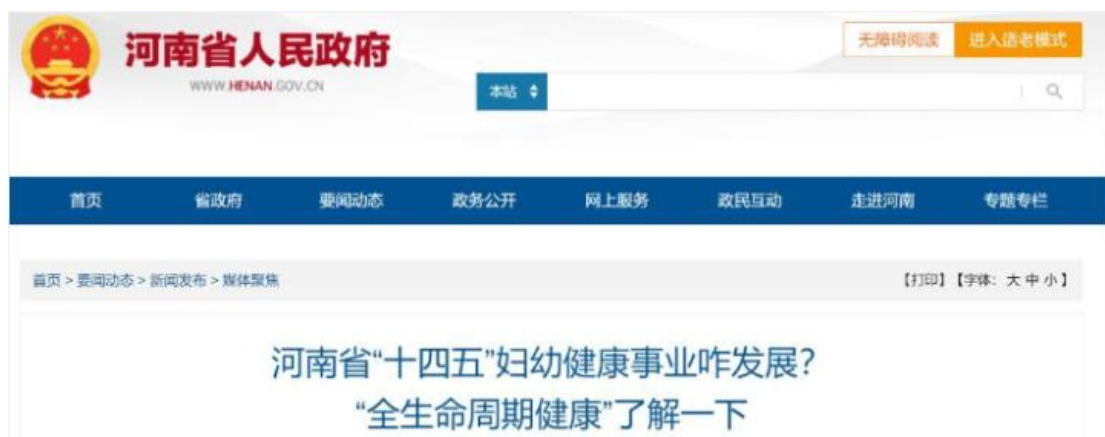 河南省人民政府
WWW.HENAN.GOV.CN
无障碍阅读 进入适老模式
本站
首页 省政府 要闻动态 政务公开 网上服务 政民互动 走进河南 专题专栏
首页 > 要闻动态 > 新闻发布 > 媒体聚焦 【打印】【字体: 大 中 小】
河南省“十四五”妇幼健康事业咋发展?
“全生命周期健康”了解一下